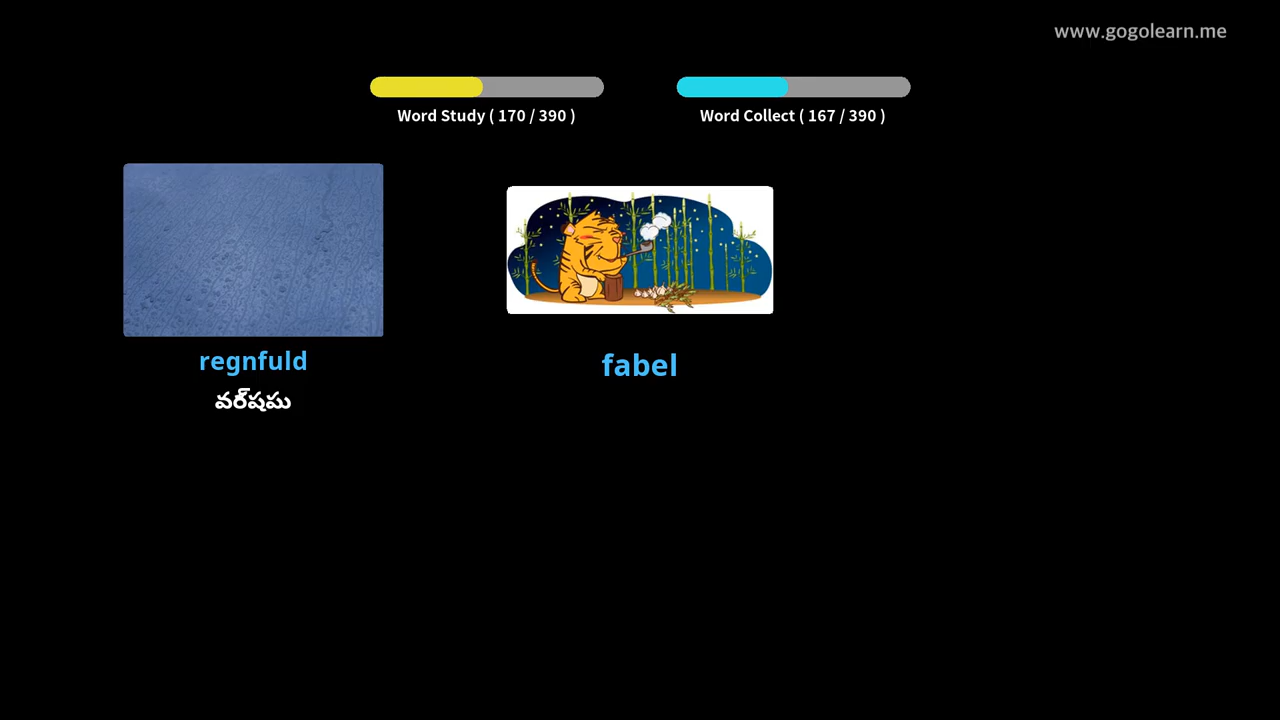 www.gogolearn.me
Word Study ( 170 / 390 )
Word Collect ( 167 / 390 )
regnfuld
వర్‌షపు
fabel